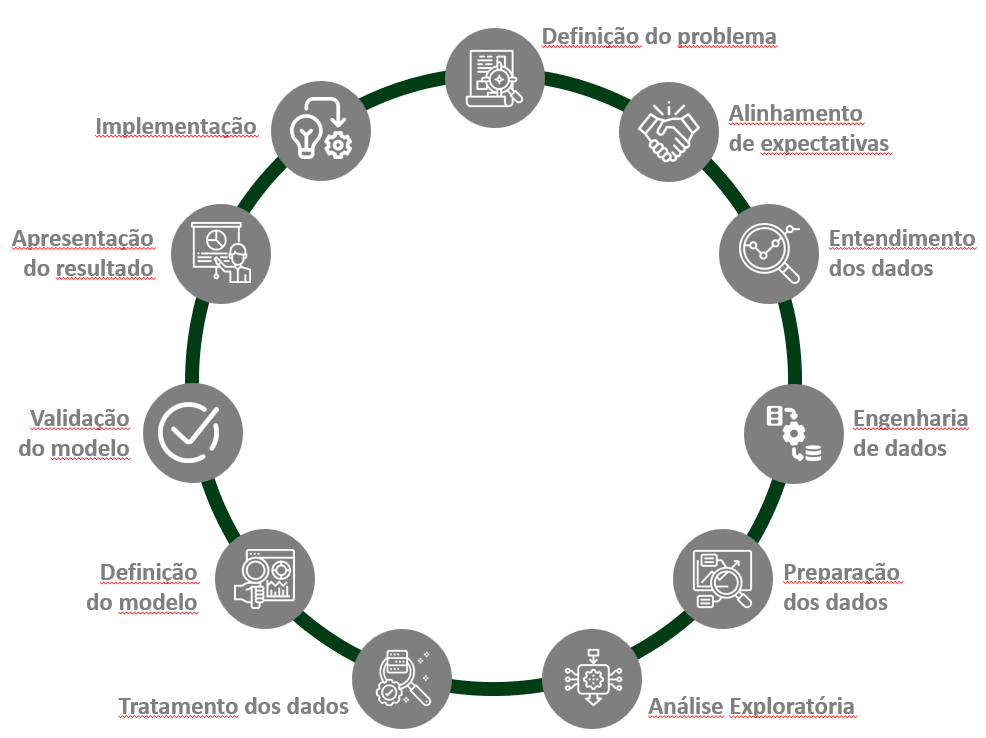 Definição do problema
Alinhamento
de expectativas
Entendimento
dos dados
Engenharia
de dados
Preparação
dos dados
Análise Exploratória
Tratamento dos dados
Definição
do modelo
Validação
do modelo
Apresentação
do resultado
Implementação